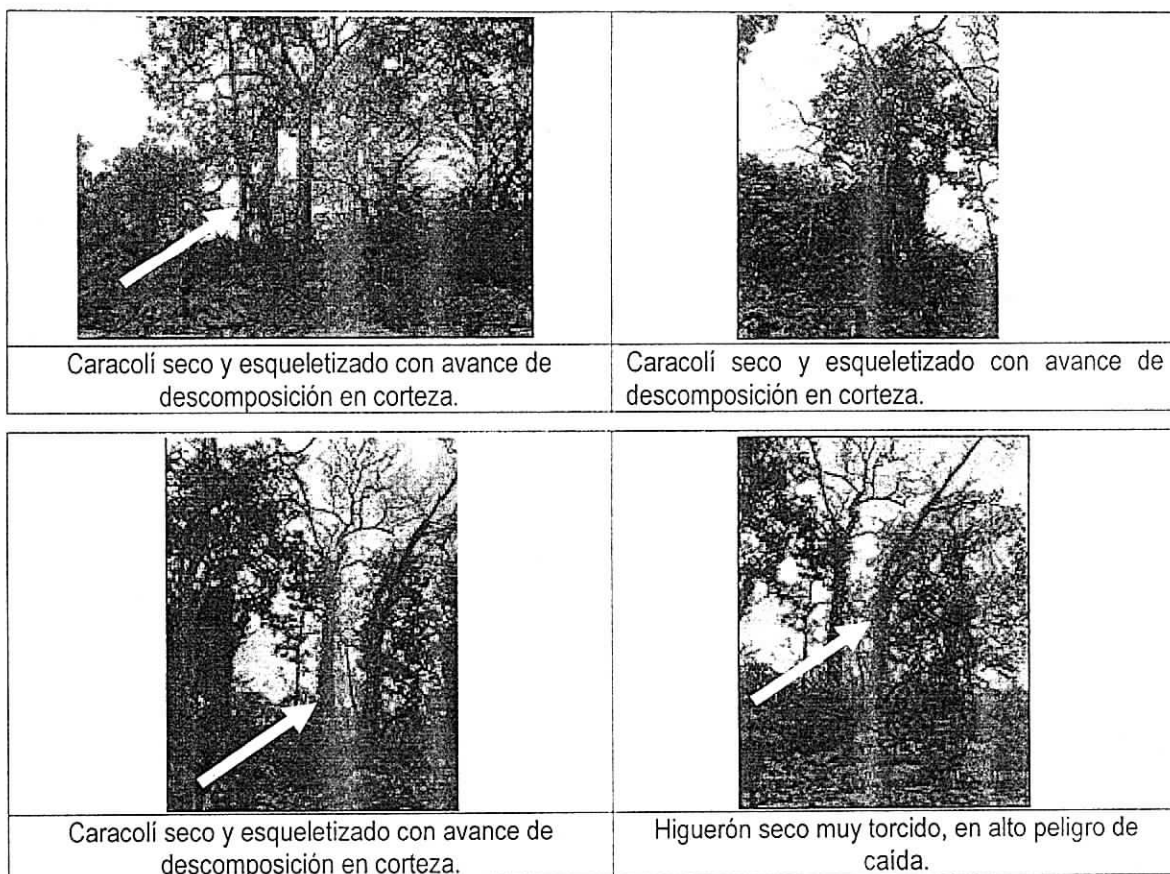 Caracolí seco y esqueletizado con avance de
descomposición en corteza.
Caracolí seco y esqueletizado con avance de
descomposición en corteza.
Caracolí seco y esqueletizado con avance de
descomposición en corteza.
Higuerón seco muy torcido, en alto peligro de
caída.